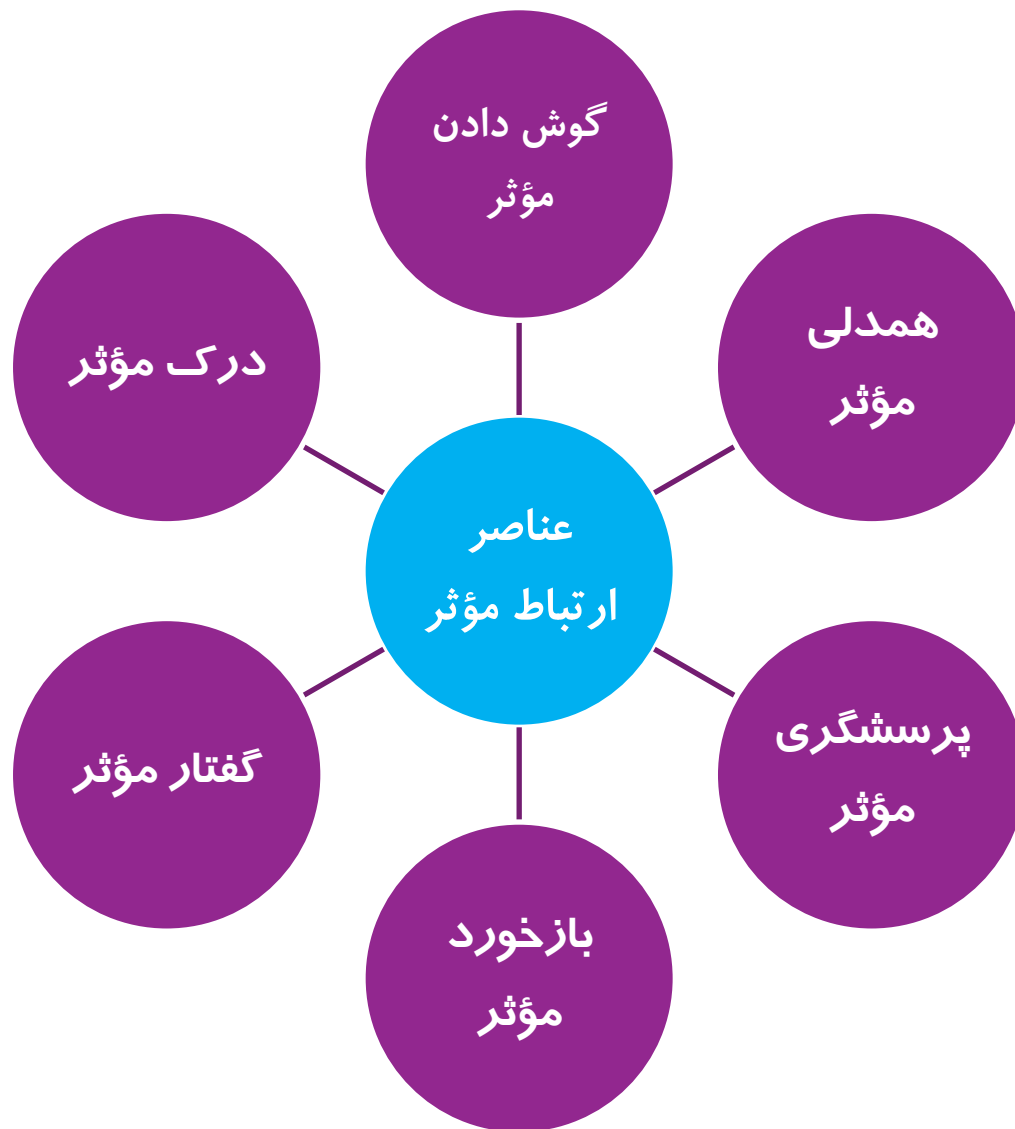 گوش دادن
مؤثر
همدلی
مؤثر
درک مؤثر
عناصر
ارتباط مؤثر
پرسشگری
مؤثر
گفتار مؤثر
بازخورد
مؤثر